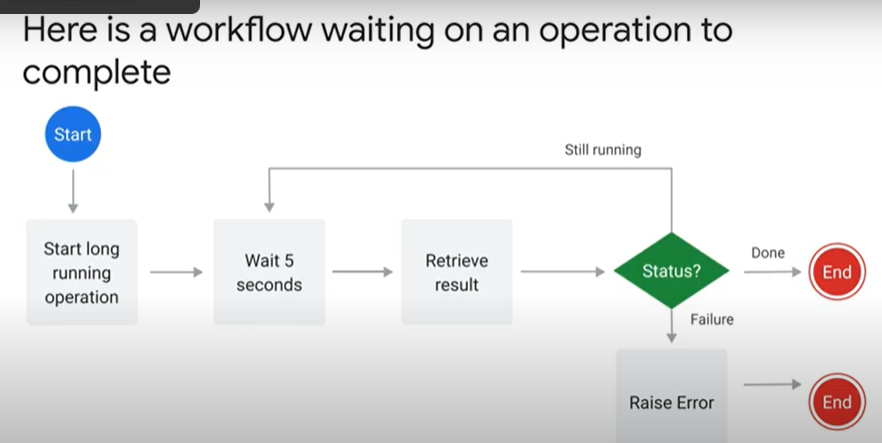 Here is a workflow waiting on an operation to
complete
Start
Still running
Start long
running
operation
Wait 5
seconds
Retrieve
result
Status?
Done
End
Failure
Raise Error
End